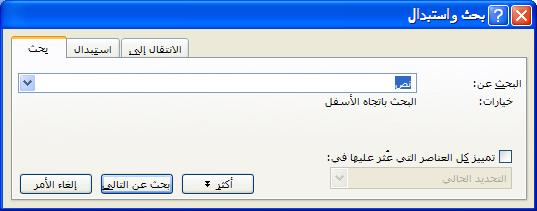 بحث واستبدال
بحث
استبدال
الانتقال إلى
البحث عن:
نص
خيارات:
البحث باتجاه الأسفل
تمييز كل العناصر التي عُثر عليها في:
التحديد الحالي
أكثر
بحث عن التالي
إلغاء الأمر